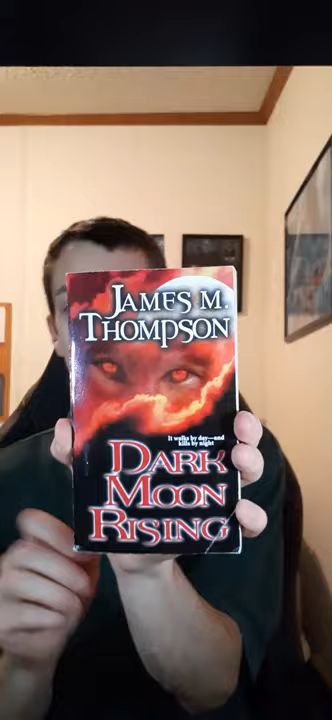 JAMES M.
THOMPSON
It walks by day—and
kills by night
DARK
MOON
RISING